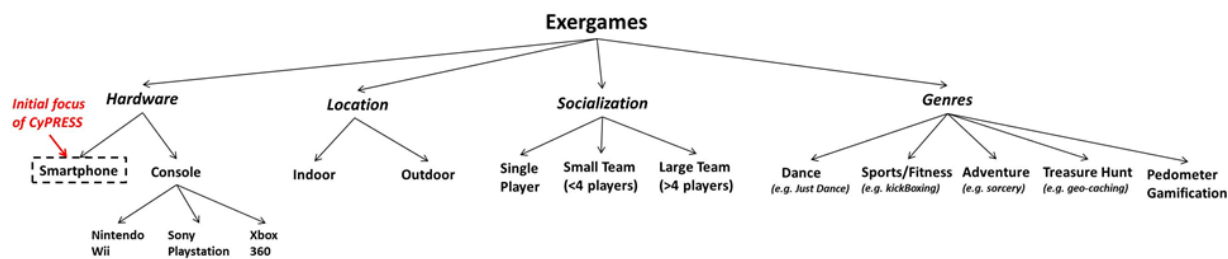 Exergames
Hardware
Location
Socialization
Genres
Initial focus
of CyPRESS
Smartphone
Console
Indoor
Outdoor
Single
Player
Small Team
(<4 players)
Large Team
(>4 players)
Dance
(e.g. Just Dance)
Sports/Fitness
(e.g. kickBoxing)
Adventure
(e.g. sorcery)
Treasure Hunt
(e.g. geo-caching)
Pedometer
Gamification
Nintendo
Wii
Sony
Playstation
Xbox
360